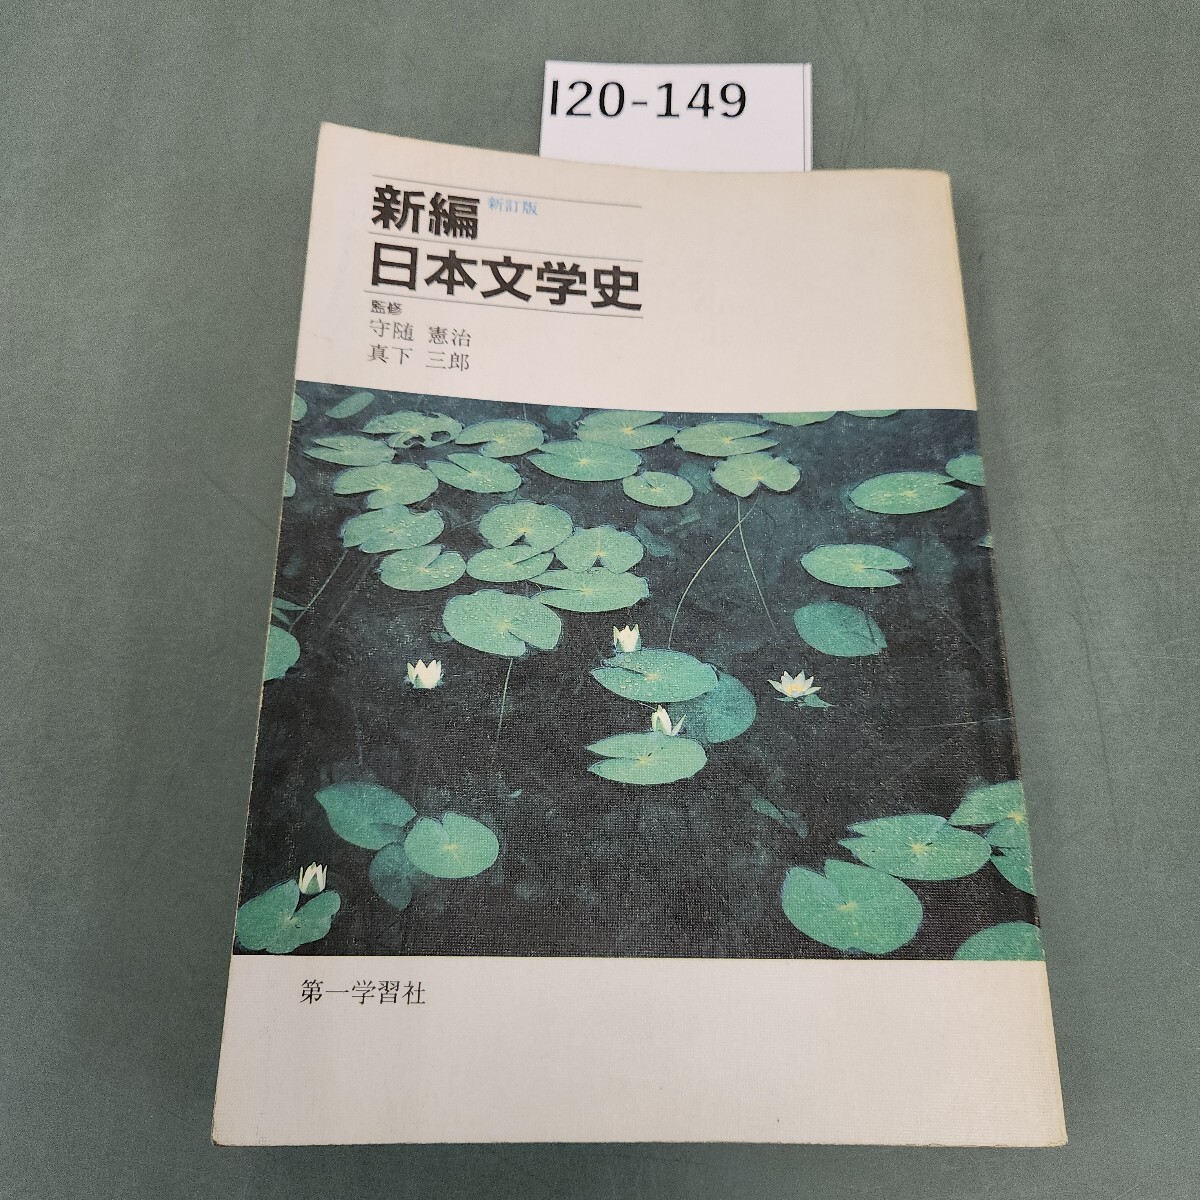 I20-149
新編 新訂版
日本文学史
監修
守随 憲治
真下 三郎
第一学習社